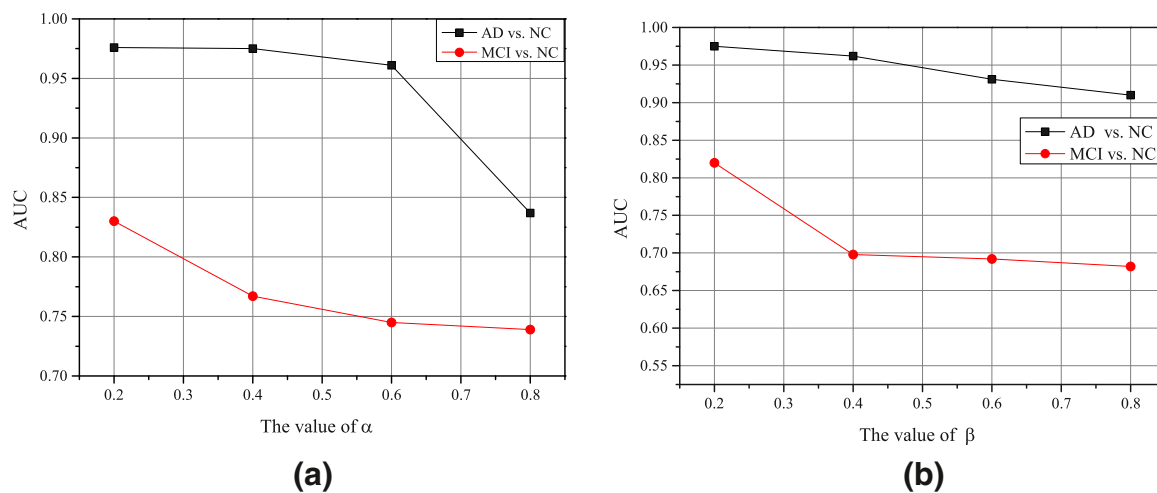 1.00
0.95
0.90
0.85
0.80
0.75
0.70
AUC
AD vs. NC
MCI vs. NC
0.2 0.3 0.4 0.5 0.6 0.7 0.8
The value of α
(a)
1.00
0.95
0.90
0.85
0.80
0.75
0.70
0.65
0.60
0.55
AUC
AD vs. NC
MCI vs. NC
0.2 0.3 0.4 0.5 0.6 0.7 0.8
The value of β
(b)